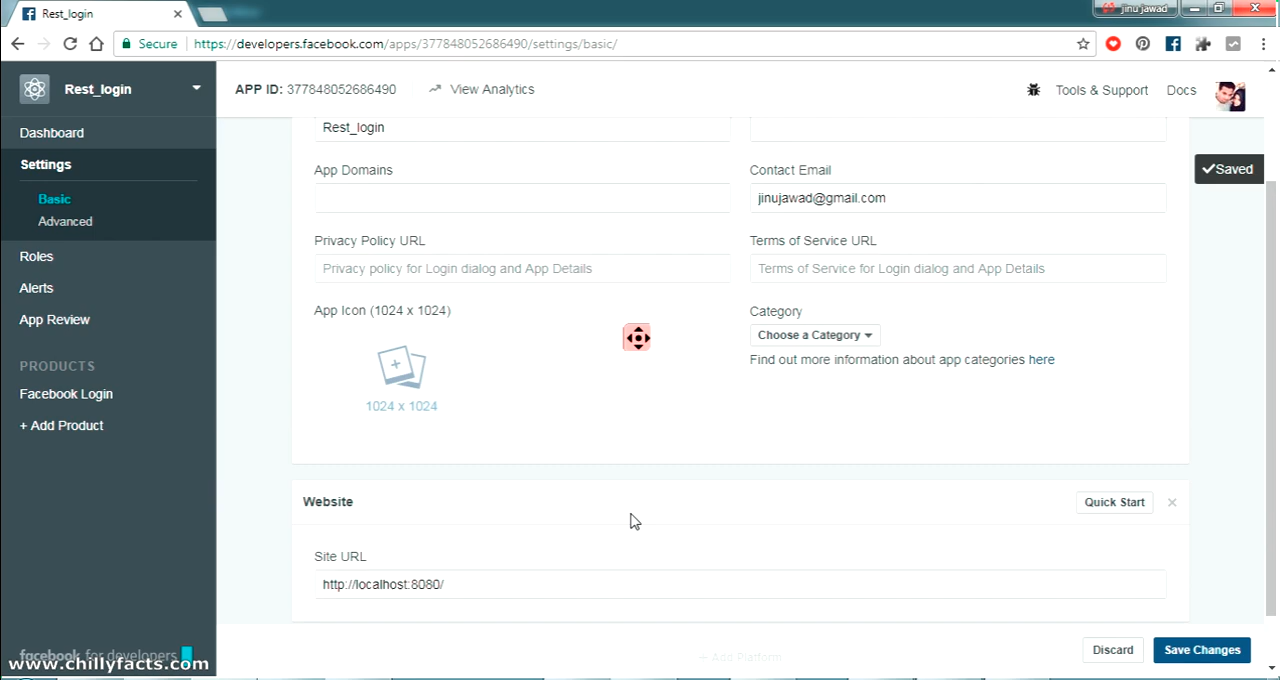 Rest_login
jinu jawad
Secure
https://developers.facebook.com/apps/377848052686490/settings/basic/
Rest_login
APP ID: 377848052686490
View Analytics
Tools & Support
Docs
Dashboard
Settings
Basic
Advanced
Roles
Alerts
App Review
PRODUCTS
Facebook Login
+ Add Product
Rest_login
Saved
App Domains
Contact Email
jinujawad@gmail.com
Privacy Policy URL
Terms of Service URL
Privacy policy for Login dialog and App Details
Terms of Service for Login dialog and App Details
App Icon (1024 x 1024)
Category
Choose a Category
Find out more information about app categories here
1024 x 1024
Website
Quick Start
Site URL
http://localhost:8080/
+ Add Platform
Discard
Save Changes
facebook for developers
www.chillyfacts.com